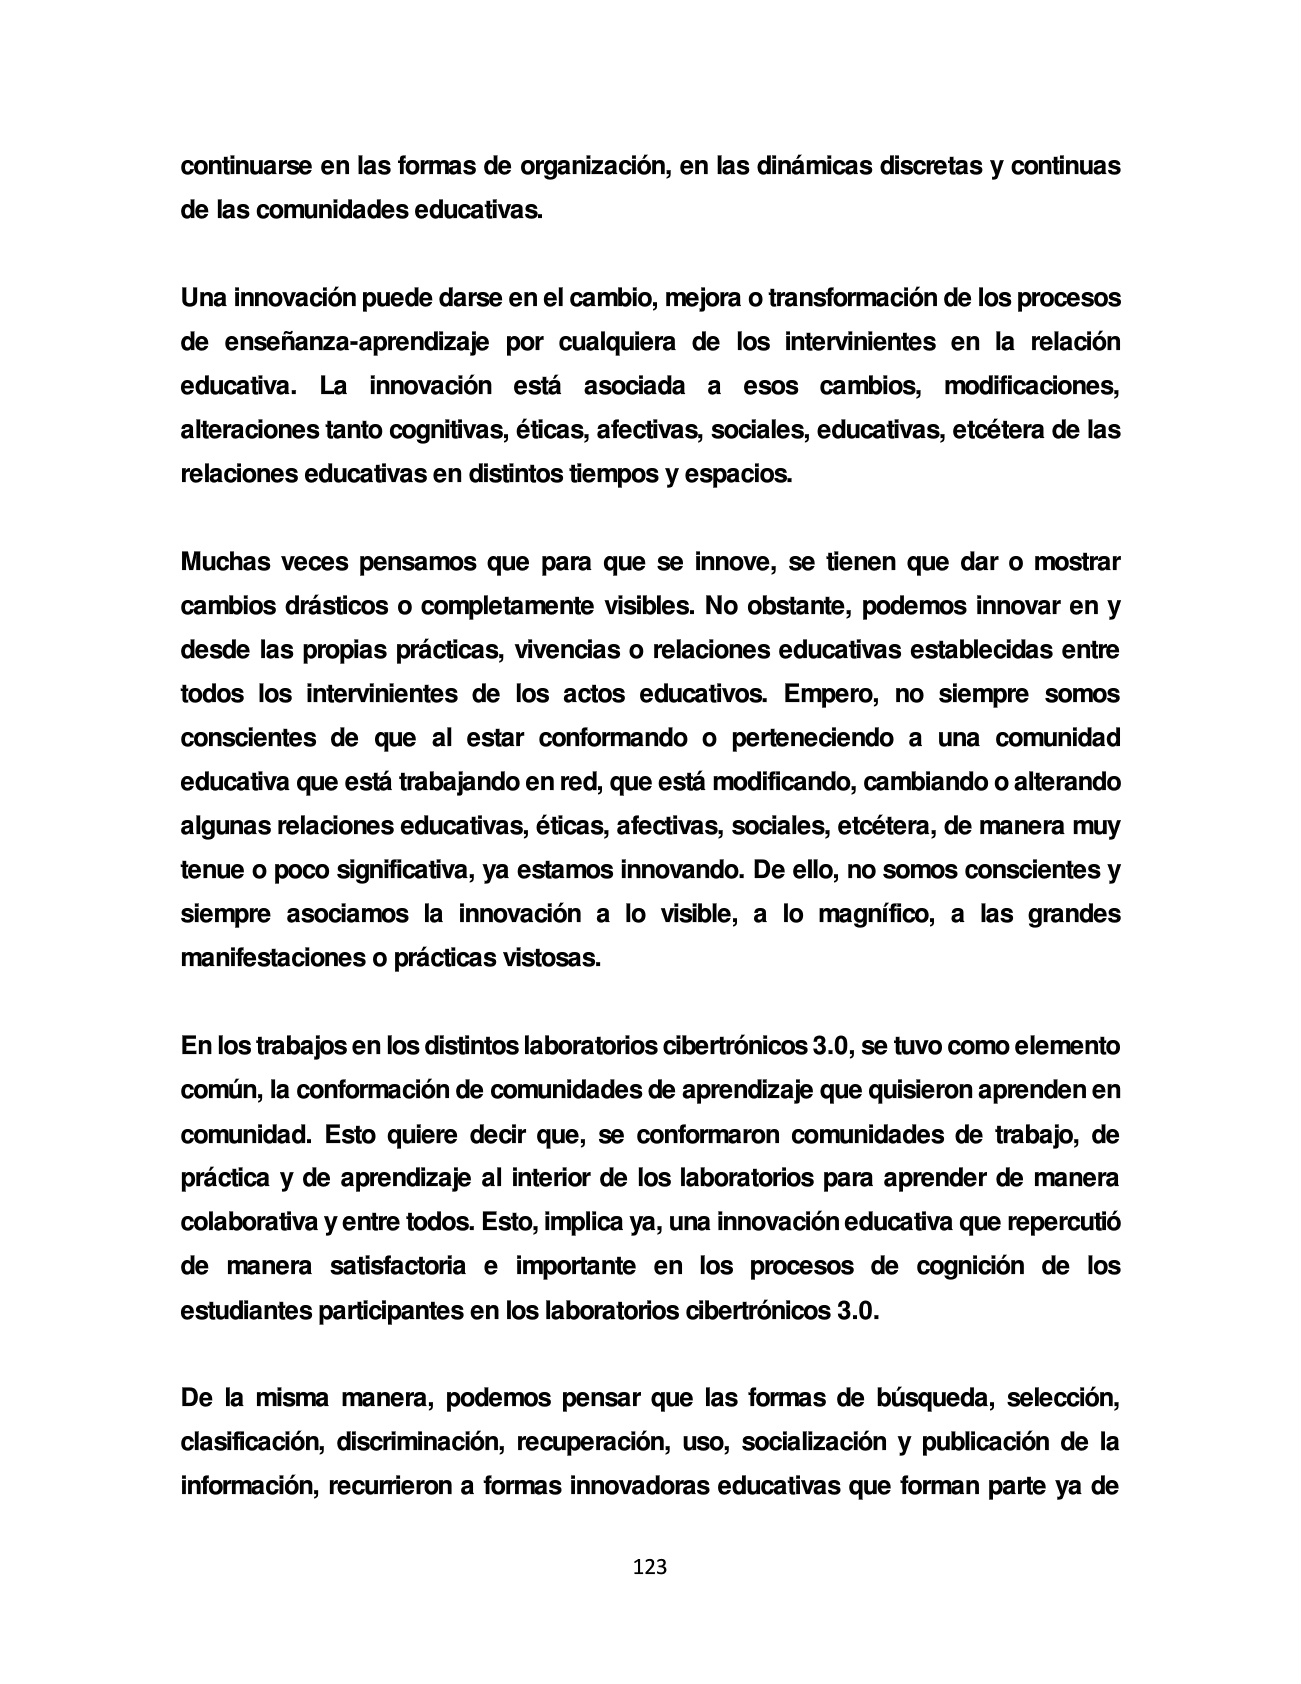 continuarse en las formas de organización, en las dinámicas discretas y continuas
de las comunidades educativas.
Una innovación puede darse en el cambio, mejora o transformación de los procesos
de enseñanza-aprendizaje por cualquiera de los intervinientes en la relación
educativa. La innovación está asociada a esos cambios, modificaciones,
alteraciones tanto cognitivas, éticas, afectivas, sociales, educativas, etcétera de las
relaciones educativas en distintos tiempos y espacios.
Muchas veces pensamos que para que se innove, se tienen que dar o mostrar
cambios drásticos o completamente visibles. No obstante, podemos innovar en y
desde las propias prácticas, vivencias o relaciones educativas establecidas entre
todos los intervinientes de los actos educativos. Empero, no siempre somos
conscientes de que al estar conformando o perteneciendo a una comunidad
educativa que está trabajando en red, que está modificando, cambiando o alterando
algunas relaciones educativas, éticas, afectivas, sociales, etcétera, de manera muy
tenue o poco significativa, ya estamos innovando. De ello, no somos conscientes y
siempre asociamos la innovación a lo visible, a lo magnífico, a las grandes
manifestaciones o prácticas vistosas.
En los trabajos en los distintos laboratorios cibertrónicos 3.0, se tuvo como elemento
común, la conformación de comunidades de aprendizaje que quisieron aprenden en
comunidad. Esto quiere decir que, se conformaron comunidades de trabajo, de
práctica y de aprendizaje al interior de los laboratorios para aprender de manera
colaborativa y entre todos. Esto, implica ya, una innovación educativa que repercutió
de manera satisfactoria e importante en los procesos de cognición de los
estudiantes participantes en los laboratorios cibertrónicos 3.0.
De la misma manera, podemos pensar que las formas de búsqueda, selección,
clasificación, discriminación, recuperación, uso, socialización y publicación de la
información, recurrieron a formas innovadoras educativas que forman parte ya de
123